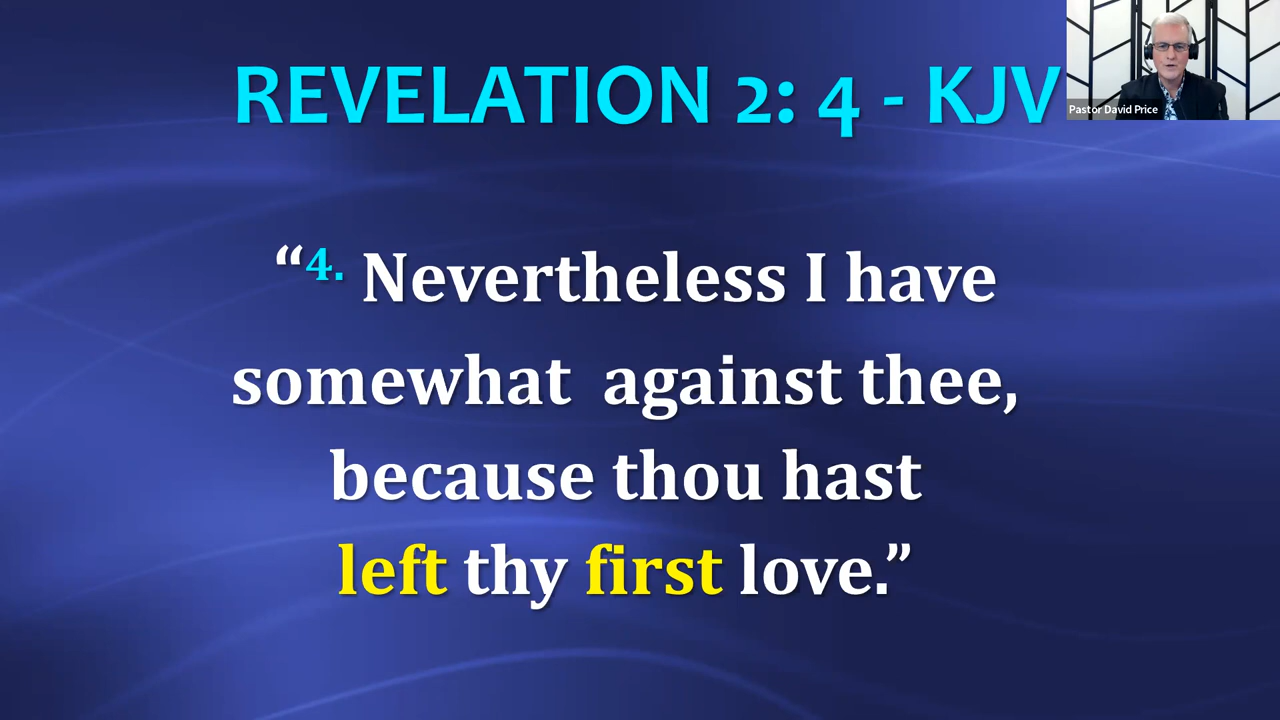 REVELATION 2: 4 - KJV
Pastor David Price
“4. Nevertheless I have
somewhat  against thee,
because thou hast
left thy first love.”